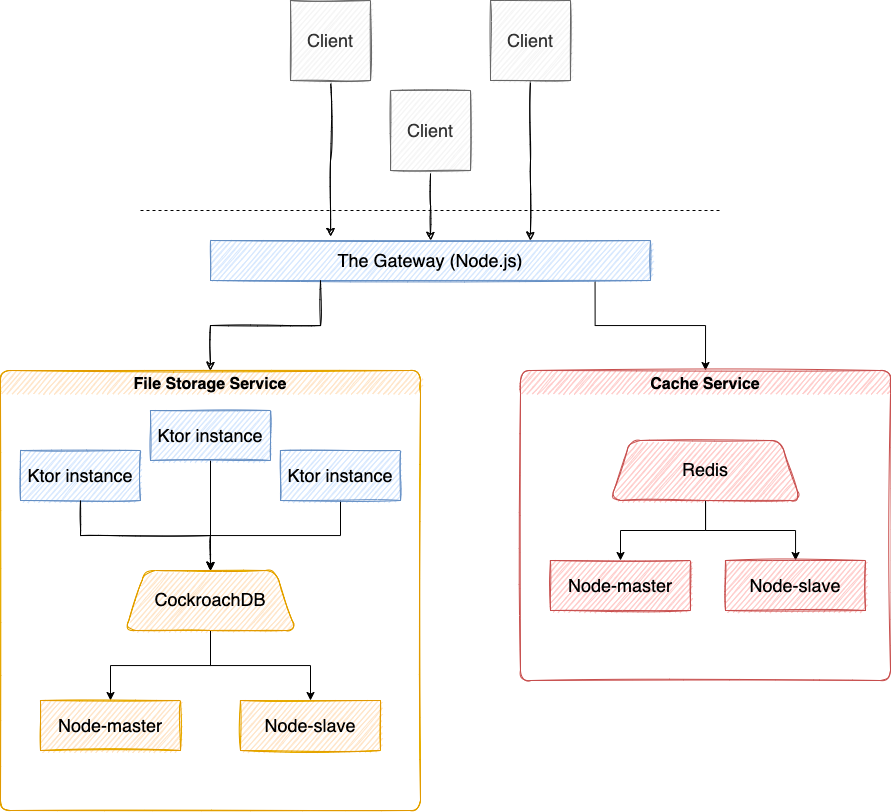 Client
Client
Client
The Gateway (Node.js)
File Storage Service
Ktor instance
Ktor instance
Ktor instance
CockroachDB
Node-master
Node-slave
Cache Service
Redis
Node-master
Node-slave